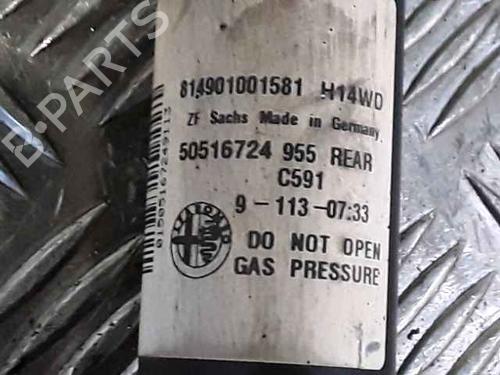 814901001581 H14WD
ZF Sachs Made in Germany
50516724 955 REAR
C591
9-113-07:33
DO NOT OPEN
GAS PRESSURE
B-PARTS